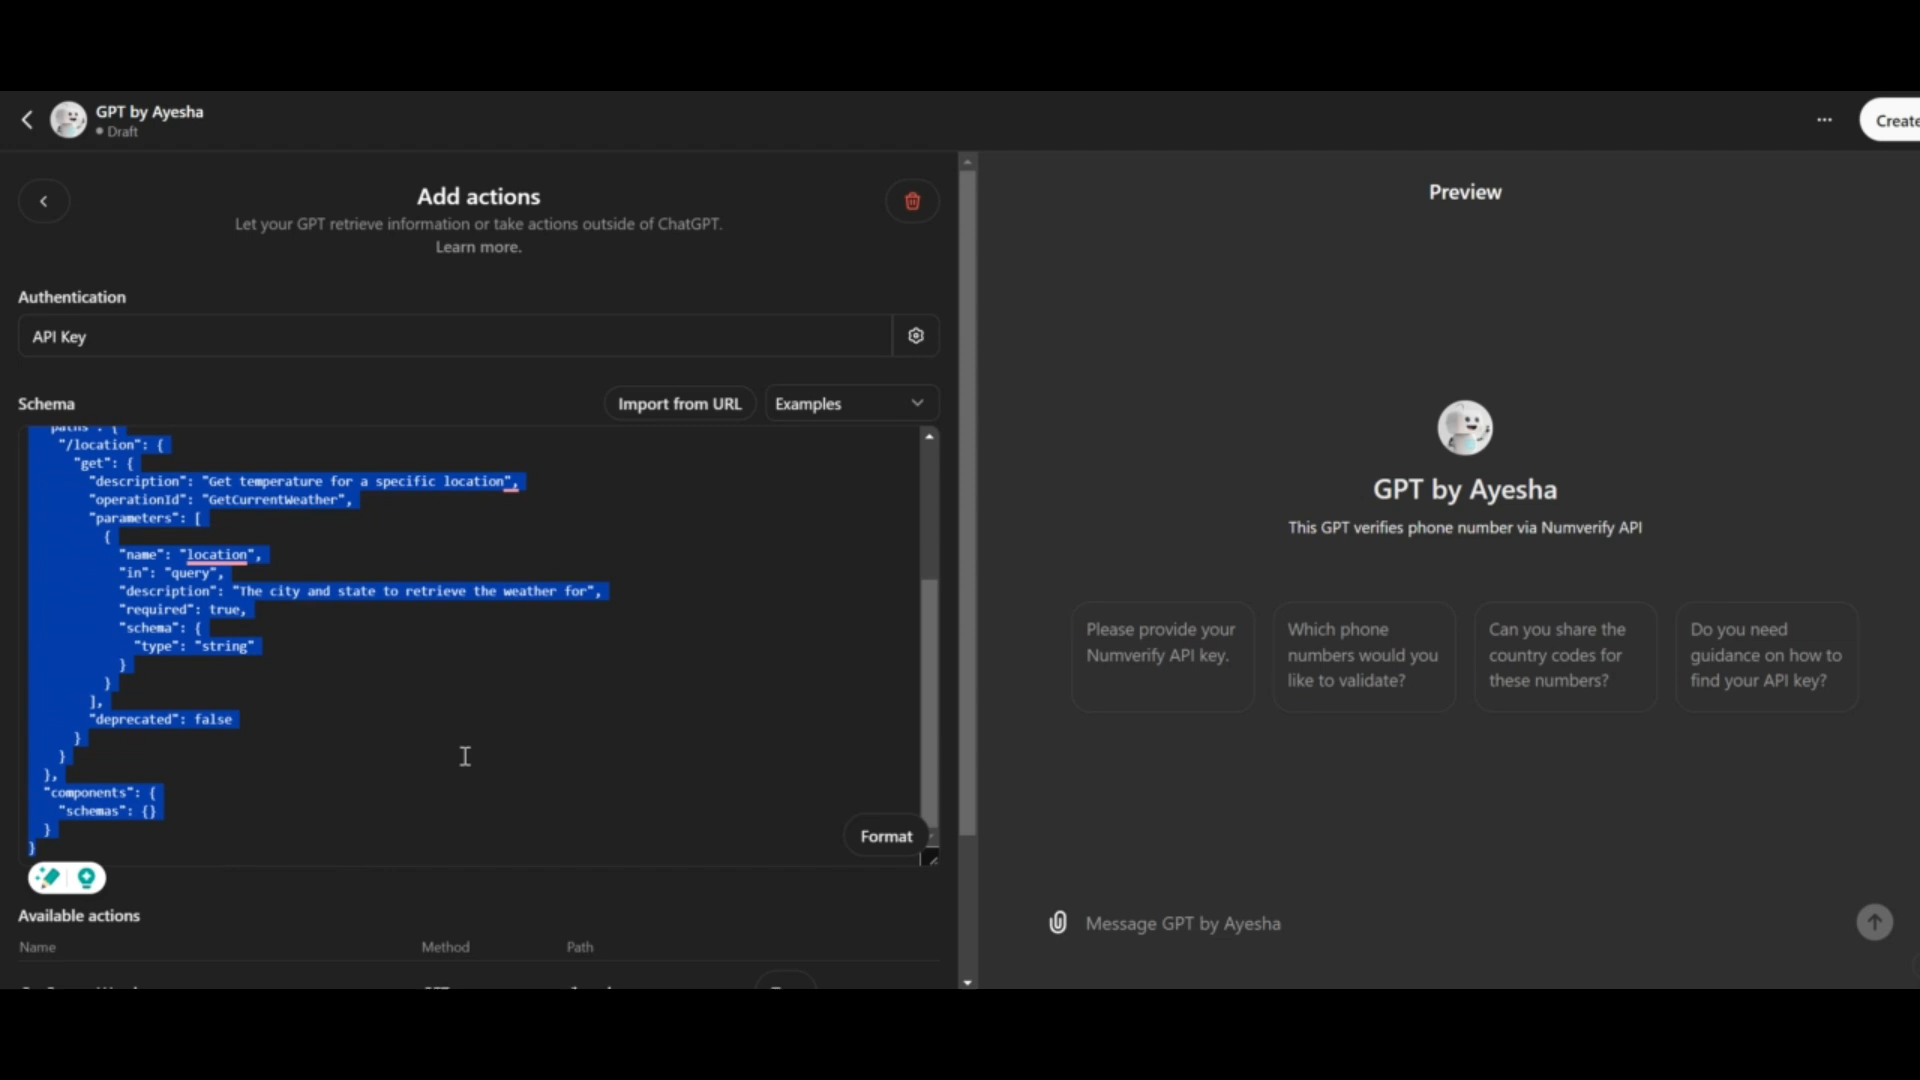 GPT by Ayesha
Draft
Create
Add actions
Let your GPT retrieve information or take actions outside of ChatGPT.
Learn more.
Authentication
API Key
Schema
Import from URL
Examples
"paths": {
"/location": {
"get": {
"description": "Get temperature for a specific location",
"operationId": "GetCurrentWeather",
"parameters": [
{
"name": "location",
"in": "query",
"description": "The city and state to retrieve the weather for",
"required": true,
"schema": {
"type": "string"
}
}
],
"deprecated": false
}
}
},
"components": {
"schemas": {}
}
}
Format
Available actions
Name Method Path
Preview
GPT by Ayesha
This GPT verifies phone number via Numverify API
Please provide your
Numverify API key.
Which phone
numbers would you
like to validate?
Can you share the
country codes for
these numbers?
Do you need
guidance on how to
find your API key?
Message GPT by Ayesha